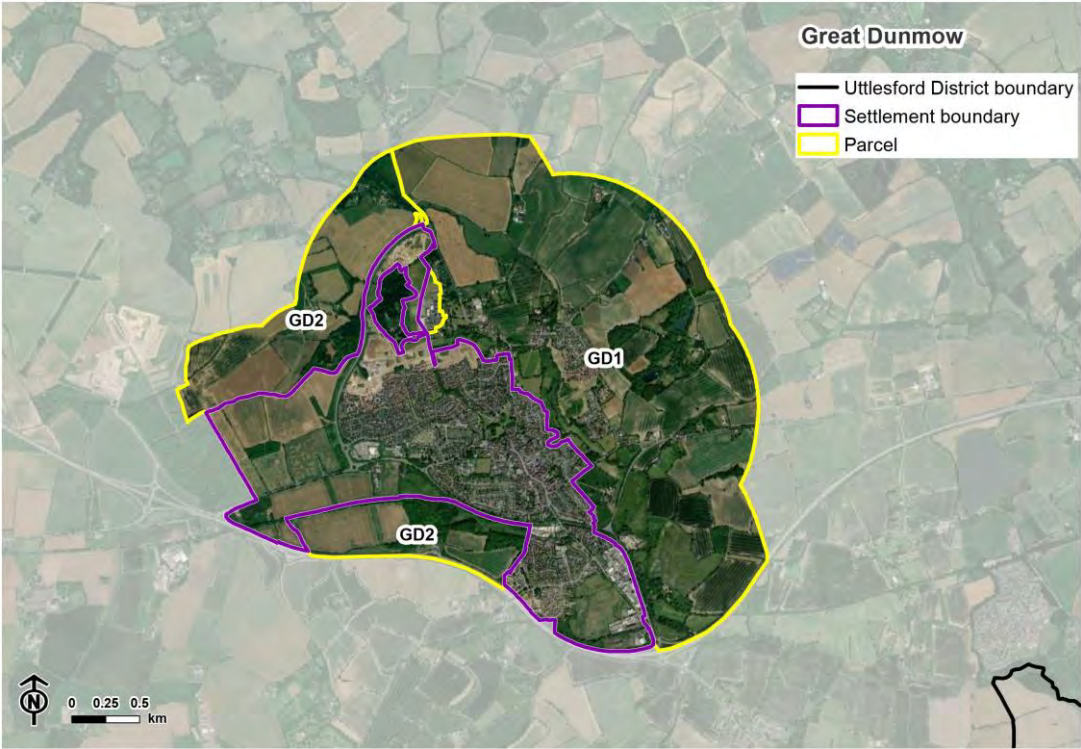 Great Dunmow
Uttlesford District boundary
Settlement boundary
Parcel
GD2
GD1
GD2
N
0 0.25 0.5
km